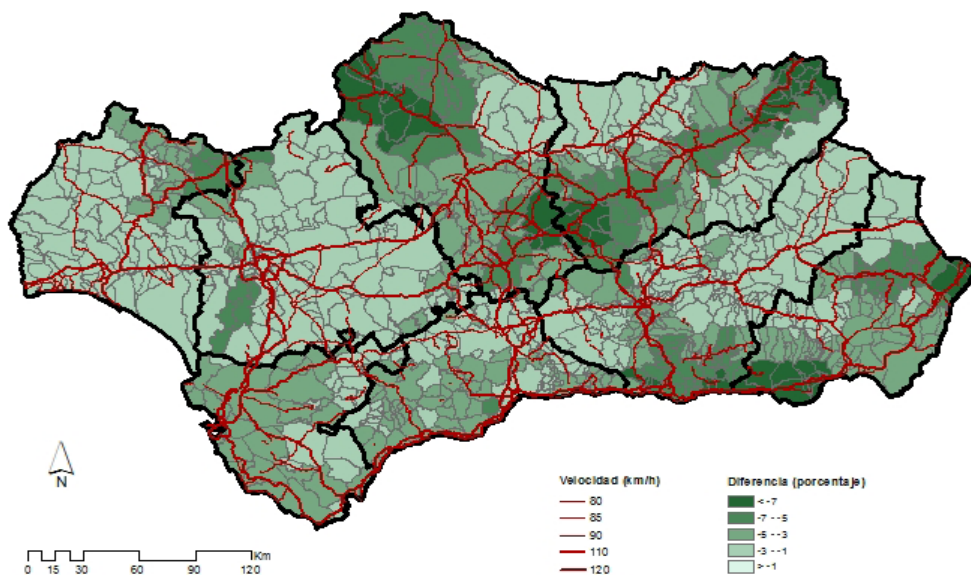 N
Km
0 15 30 60 90 120
Velocidad (km/h)
80
85
90
110
120
Diferencia (porcentaje)
< -7
-7 - -5
-5 - -3
-3 - -1
> -1